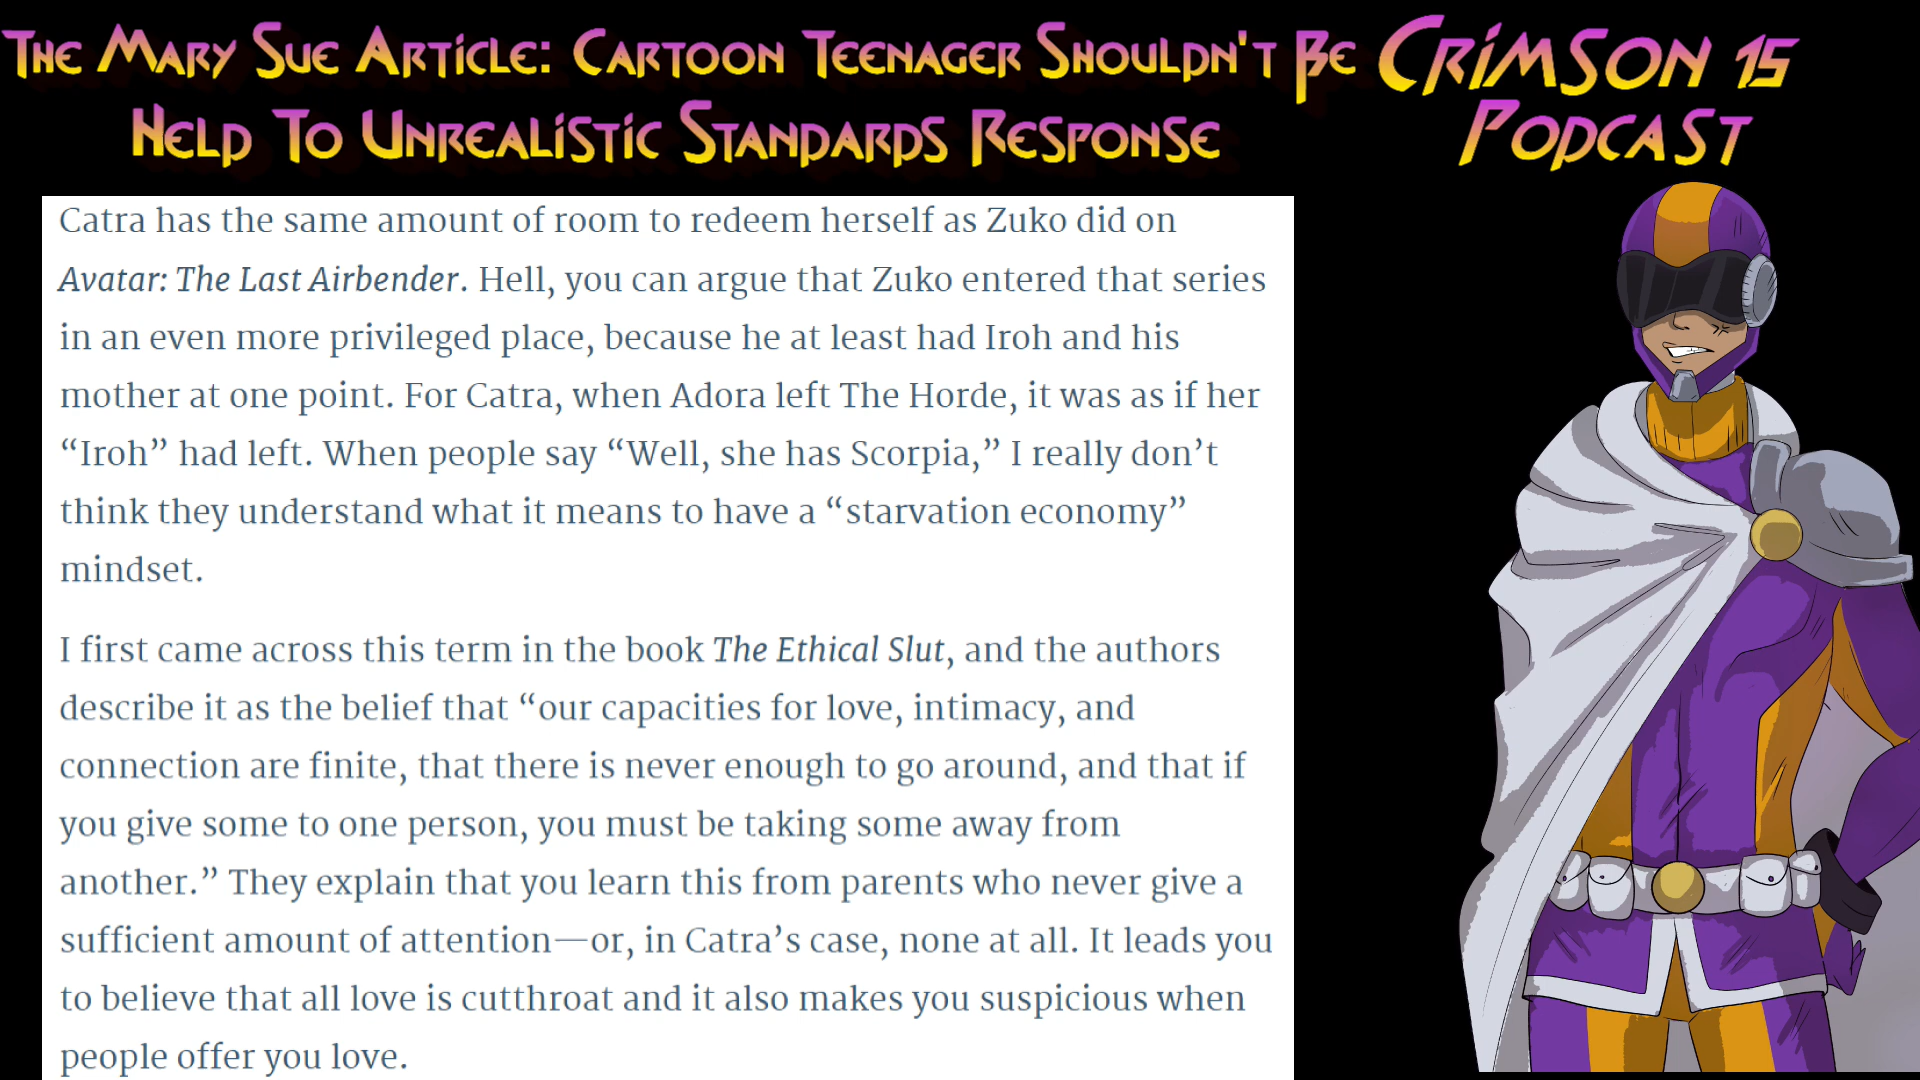 The Mary Sue Article: Cartoon Teenager Shouldn't Be
Help To Unrealistic Standards Response
Crimson 15
Podcast
Catra has the same amount of room to redeem herself as Zuko did on
Avatar: The Last Airbender. Hell, you can argue that Zuko entered that series
in an even more privileged place, because he at least had Iroh and his
mother at one point. For Catra, when Adora left The Horde, it was as if her
“Iroh” had left. When people say “Well, she has Scorpia,” I really don’t
think they understand what it means to have a “starvation economy”
mindset.
I first came across this term in the book The Ethical Slut, and the authors
describe it as the belief that “our capacities for love, intimacy, and
connection are finite, that there is never enough to go around, and that if
you give some to one person, you must be taking some away from
another.” They explain that you learn this from parents who never give a
sufficient amount of attention—or, in Catra’s case, none at all. It leads you
to believe that all love is cutthroat and it also makes you suspicious when
people offer you love.